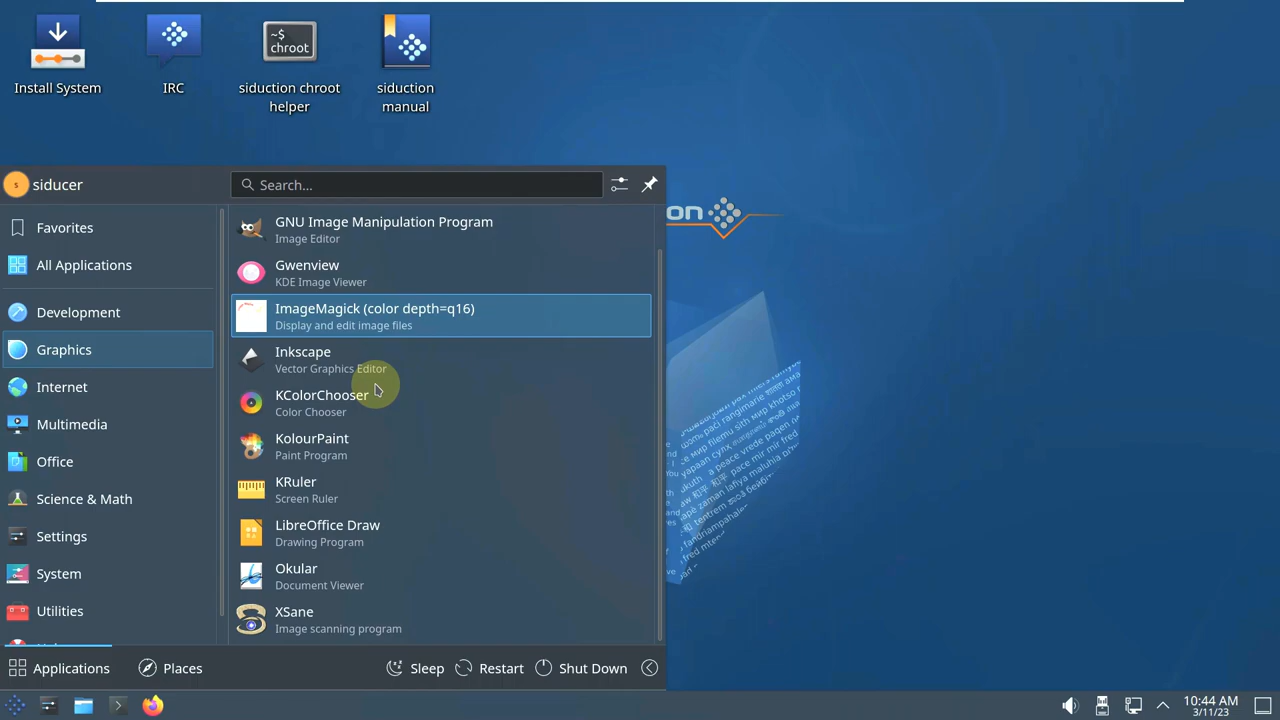 ~$
chroot
Install System
IRC
siduction chroot
helper
siduction
manual
siducer
Search...
Favorites
All Applications
Development
Graphics
Internet
Multimedia
Office
Science & Math
Settings
System
Utilities
GNU Image Manipulation Program
Image Editor
Gwenview
KDE Image Viewer
ImageMagick (color depth=q16)
Display and edit image files
Inkscape
Vector Graphics Editor
KColorChooser
Color Chooser
KolourPaint
Paint Program
KRuler
Screen Ruler
LibreOffice Draw
Drawing Program
Okular
Document Viewer
XSane
Image scanning program
Applications
Places
Sleep
Restart
Shut Down
on
10:44 AM
3/11/23